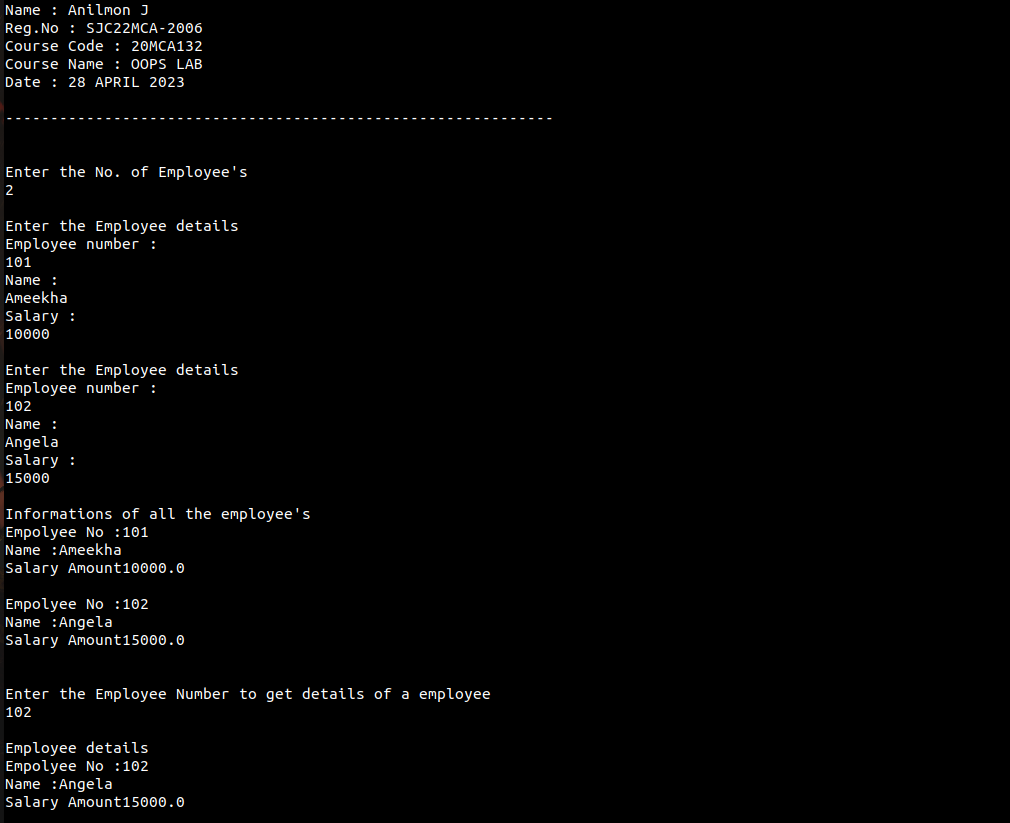 Name : Anilmon J
Reg.No : SJC22MCA-2006
Course Code : 20MCA132
Course Name : OOPS LAB
Date : 28 APRIL 2023
-------------------------------------------------------------
Enter the No. of Employee's
2
Enter the Employee details
Employee number :
101
Name :
Ameekha
Salary :
10000
Enter the Employee details
Employee number :
102
Name :
Angela
Salary :
15000
Informations of all the employee's
Empolyee No :101
Name :Ameekha
Salary Amount10000.0
Empolyee No :102
Name :Angela
Salary Amount15000.0
Enter the Employee Number to get details of a employee
102
Employee details
Empolyee No :102
Name :Angela
Salary Amount15000.0